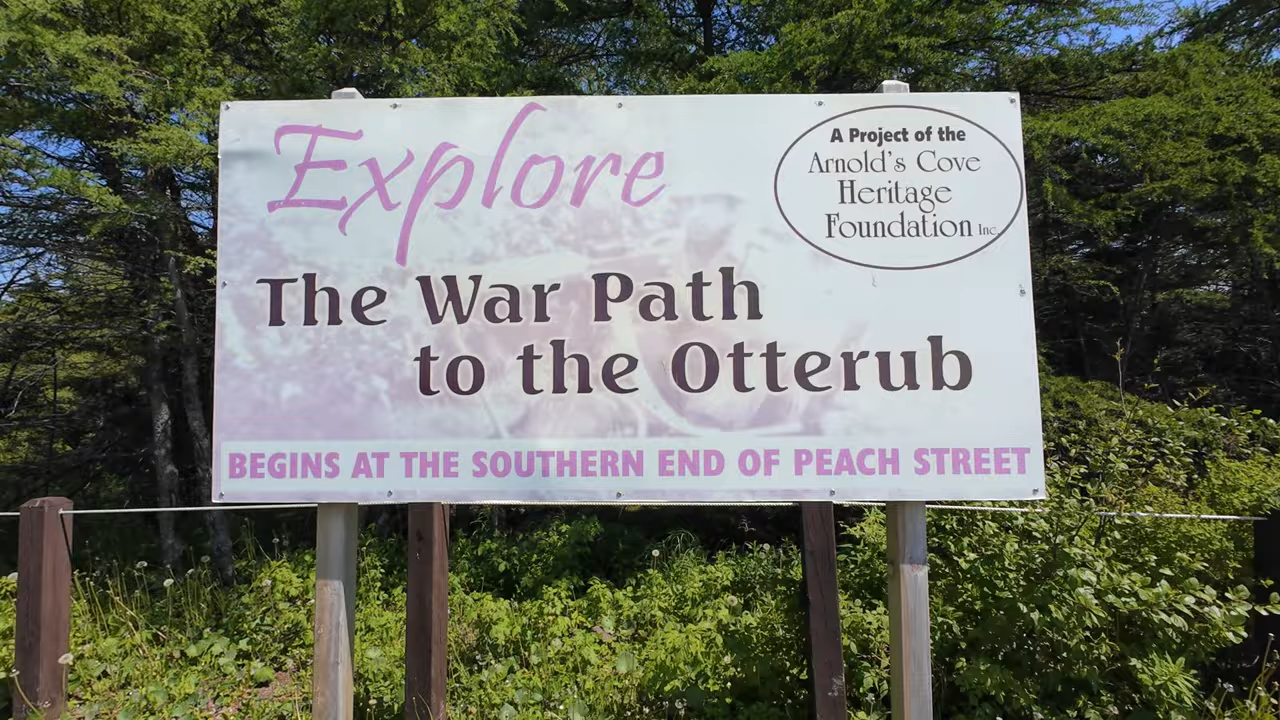 Explore
A Project of the
Arnold's Cove
Heritage
Foundation Inc.
The War Path
to the Otterub
BEGINS AT THE SOUTHERN END OF PEACH STREET